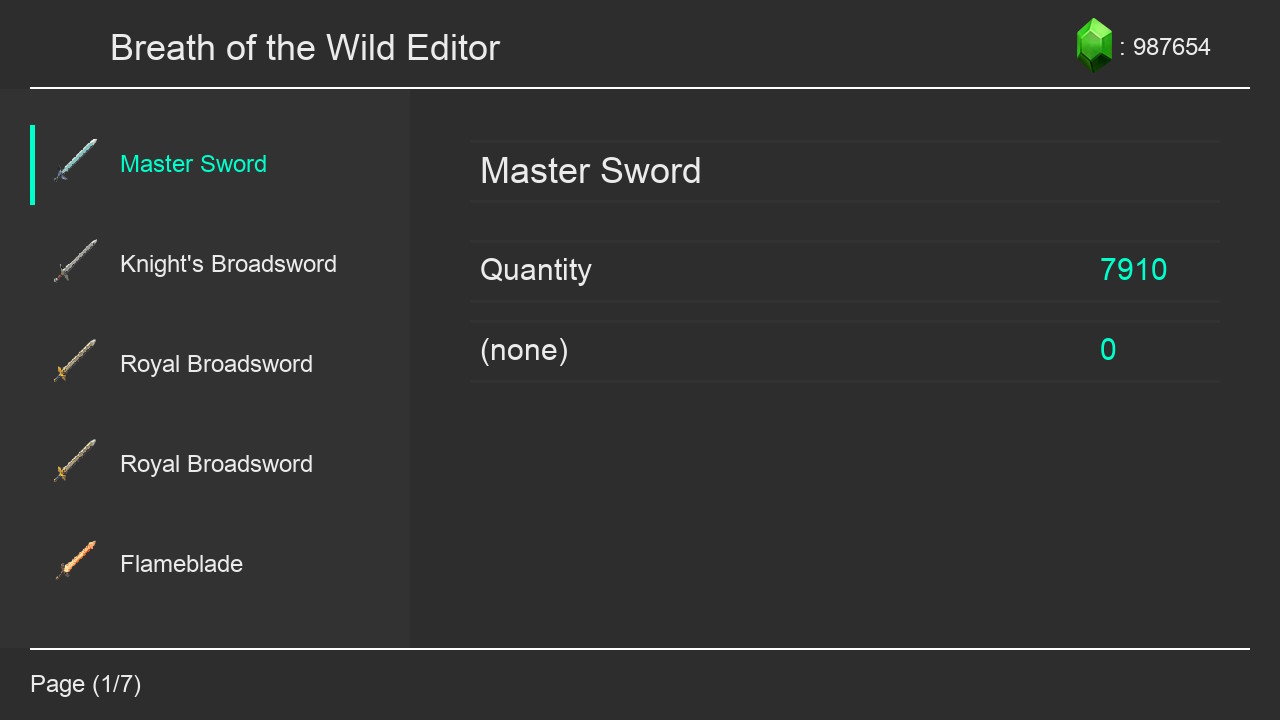 Breath of the Wild Editor
: 987654
Master Sword
Knight's Broadsword
Royal Broadsword
Royal Broadsword
Flameblade
Master Sword
Quantity 7910
(none) 0
Page (1/7)